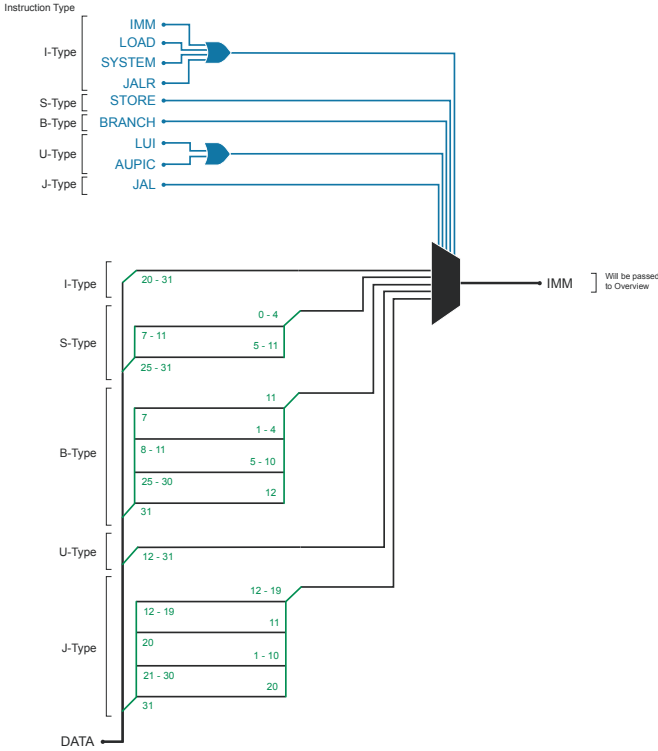 Instruction Type
I-Type
IMM
LOAD
SYSTEM
JALR
S-Type
STORE
B-Type
BRANCH
U-Type
LUI
AUPIC
J-Type
JAL
I-Type
20 - 31
IMM
Will be passed
to Overview
S-Type
0 - 4
7 - 11
5 - 11
25 - 31
B-Type
11
7
1 - 4
8 - 11
5 - 10
25 - 30
12
31
U-Type
12 - 31
J-Type
12 - 19
12 - 19
11
20
1 - 10
21 - 30
20
31
DATA